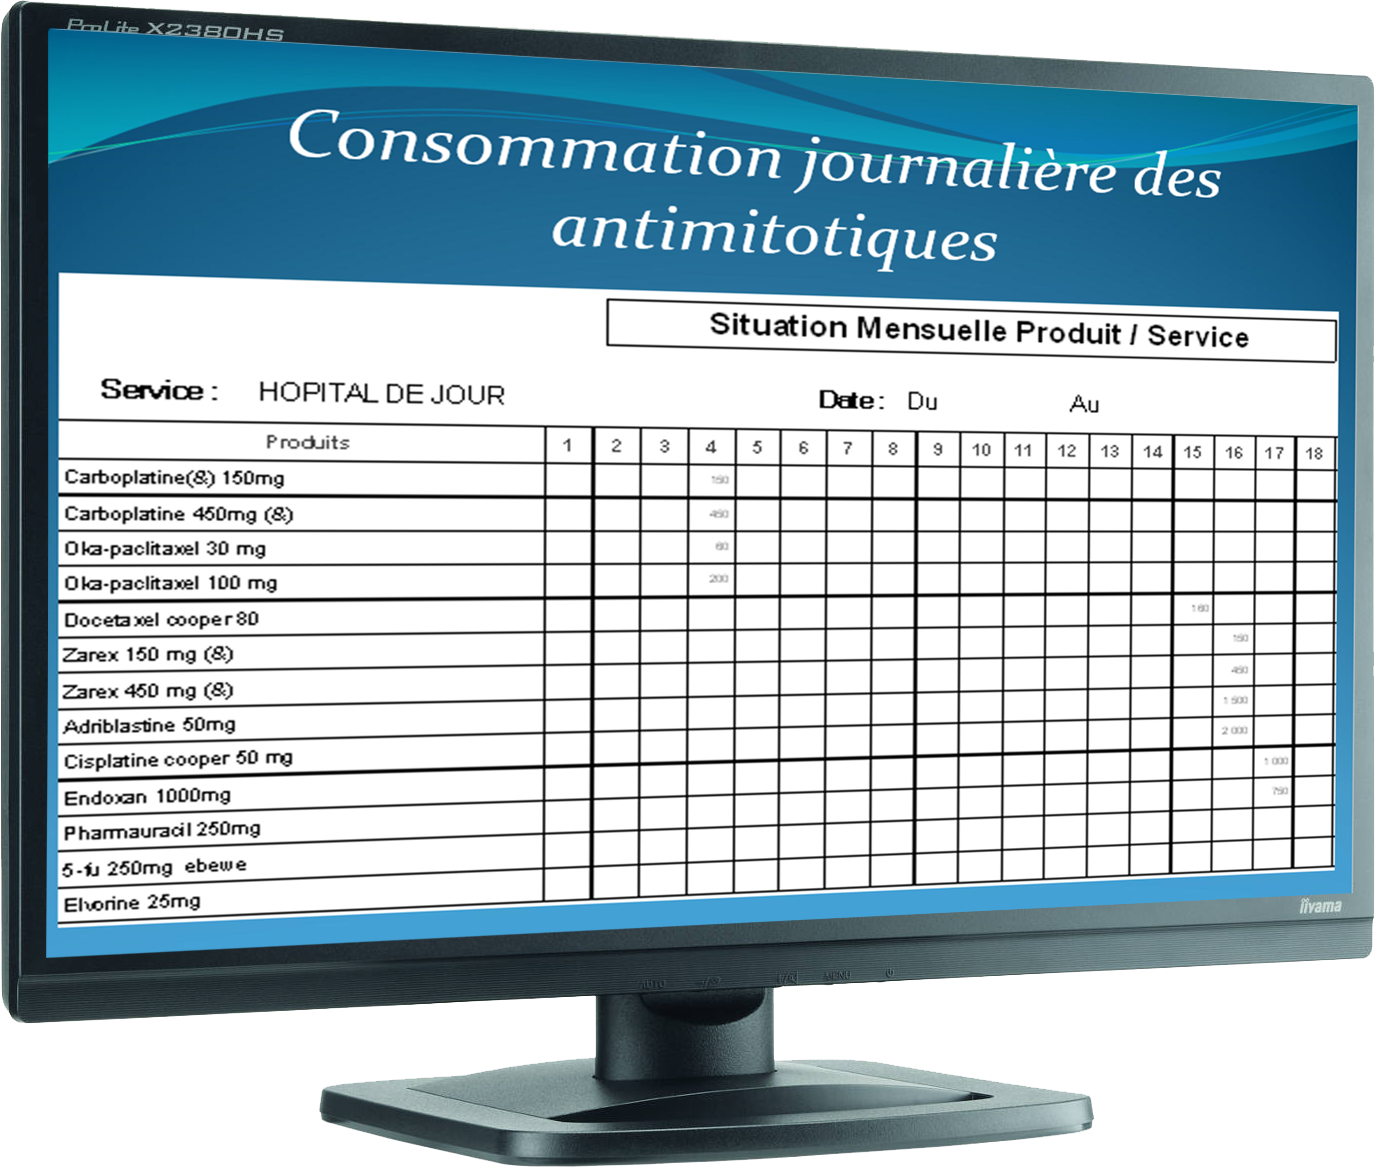 ProLite X2380HS
Consommation journalière des
antimitotiques
Situation Mensuelle Produit / Service
Service : HOPITAL DE JOUR Date : Du Au
Produits 1 2 3 4 5 6 7 8 9 10 11 12 13 14 15 16 17 18
Carboplatine(&) 150mg 150
Carboplatine 450mg (&) 450
Oka-paclitaxel 30 mg 60
Oka-paclitaxel 100 mg 200
Docetaxel cooper 80 160
Zarex 150 mg (&) 150
Zarex 450 mg (&) 450
Adriblastine 50mg 1 500
Cisplatine cooper 50 mg 2 000
Endoxan 1000mg 1 000
Pharmauracil 250mg 750
5-fu 250mg ebewe
Elvorine 25mg
iiyama
AUTO MENU